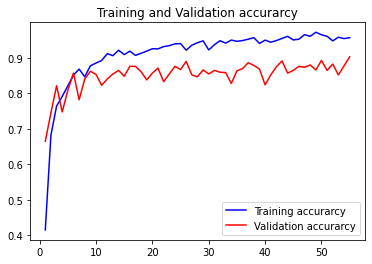 Training and Validation accurarcy
0.9
0.8
0.7
0.6
0.5
0.4
Training accurarcy
Validation accurarcy
0 10 20 30 40 50